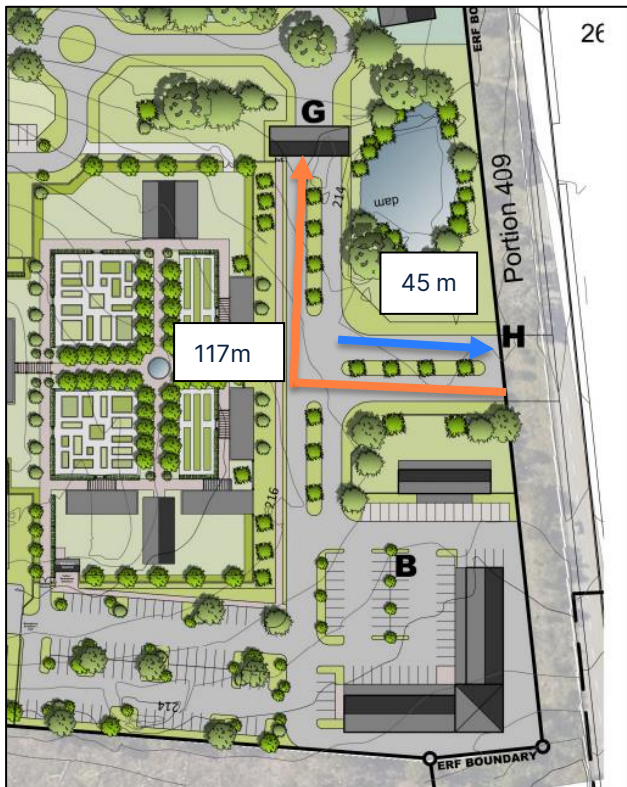 26
ERF BOU
G
214
Portion 409
dam
45 m
H
117m
216
B
214
ERF BOUNDARY